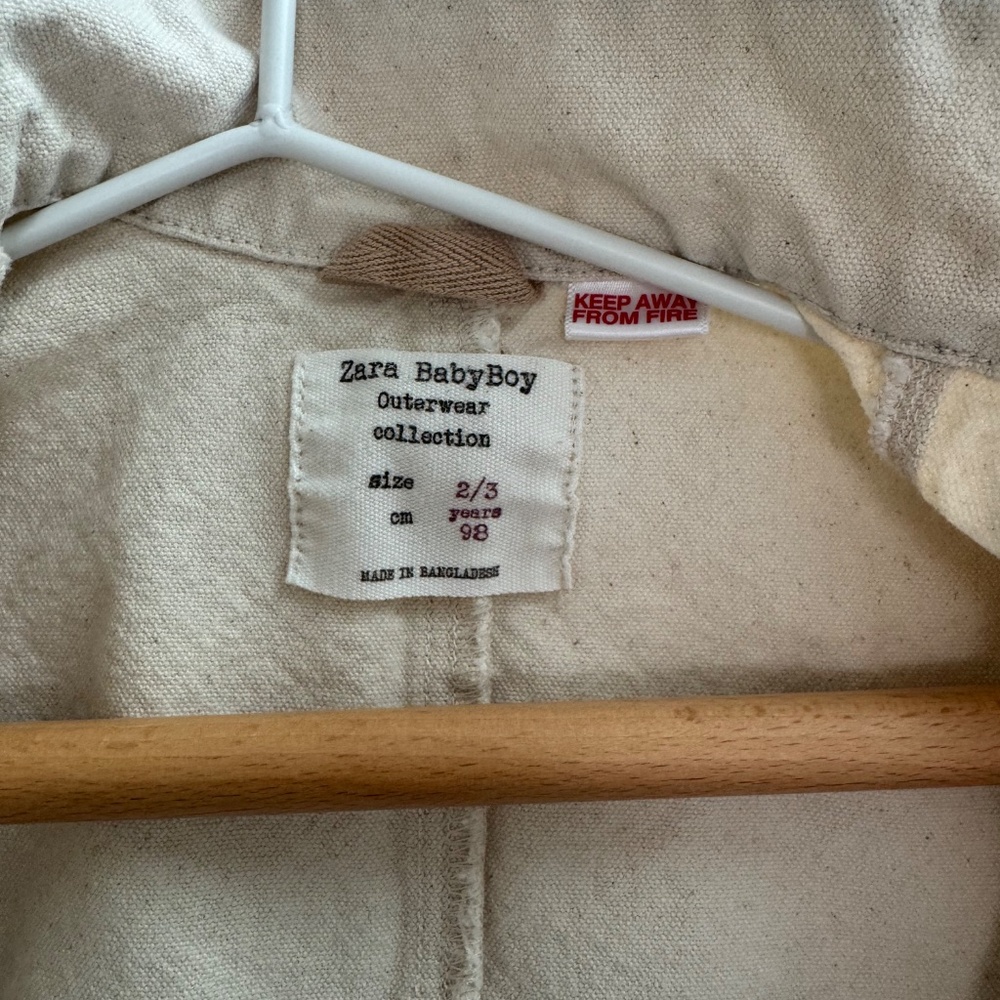 KEEP AWAY
FROM FIRE
Zara BabyBoy
Outerwear
collection
size 2/3
years
cm 98
MADE IN BANGLADESH